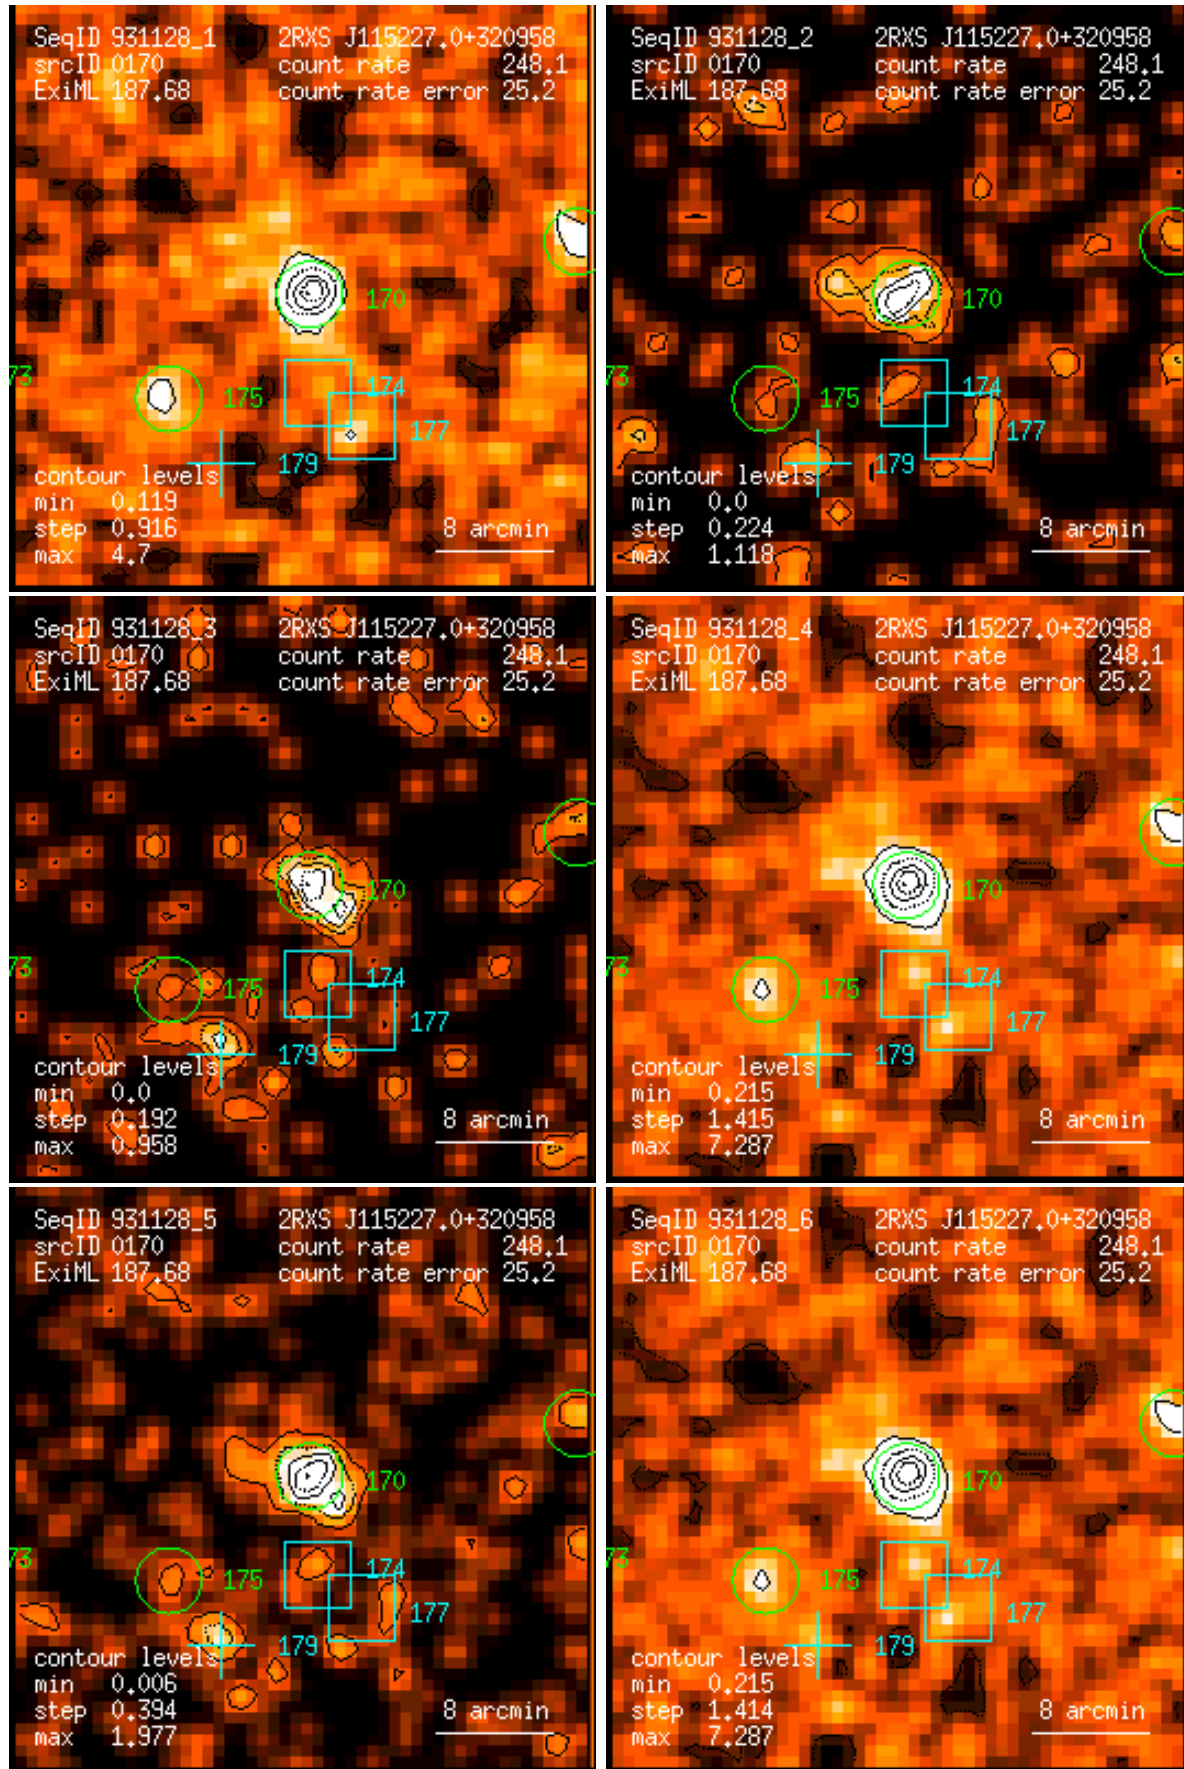 SeqID 931128_1 2RXS J115227.0+320958
srcID 0170 count rate 248.1
ExiML 187.68 count rate error 25.2
170
73 175 174
177
179
contour levels
min 0.119
step 0.916 8 arcmin
max 4.7
SeqID 931128_2 2RXS J115227.0+320958
srcID 0170 count rate 248.1
ExiML 187.68 count rate error 25.2
170
73 175 174
177
179
contour levels
min 0.0
step 0.224 8 arcmin
max 1.118
SeqID 931128_3 2RXS J115227.0+320958
srcID 0170 count rate 248.1
ExiML 187.68 count rate error 25.2
170
73 175 174
177
179
contour levels
min 0.0
step 0.192 8 arcmin
max 0.958
SeqID 931128_4 2RXS J115227.0+320958
srcID 0170 count rate 248.1
ExiML 187.68 count rate error 25.2
170
73 175 174
177
179
contour levels
min 0.215
step 1.415 8 arcmin
max 7.287
SeqID 931128_5 2RXS J115227.0+320958
srcID 0170 count rate 248.1
ExiML 187.68 count rate error 25.2
170
73 175 174
177
179
contour levels
min 0.006
step 0.394 8 arcmin
max 1.977
SeqID 931128_6 2RXS J115227.0+320958
srcID 0170 count rate 248.1
ExiML 187.68 count rate error 25.2
170
73 175 174
177
179
contour levels
min 0.215
step 1.414 8 arcmin
max 7.287